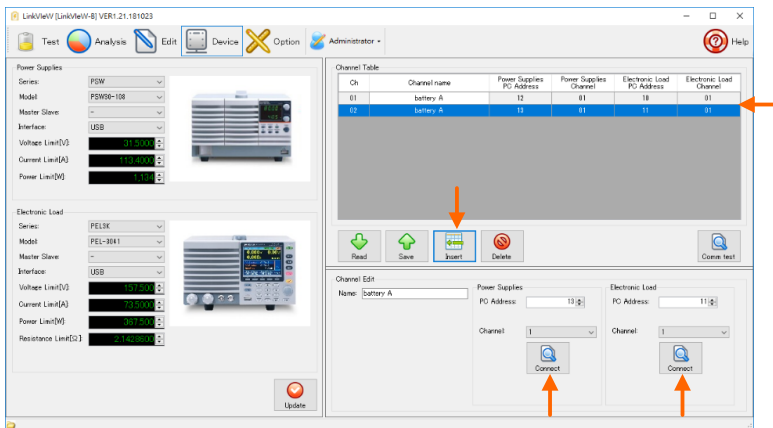 LinkVIeW [LinkVIeW-B] VER1.21.181023
Test Analysis Edit Device Option Administrator Help
Power Supplies
Series: PSW
Model: PSW30-108
Master Slave: -
Interface: USB
Voltage Limit[V]: 31.5000
Current Limit[A]: 113.4000
Power Limit[W]: 1,134
Electronic Load
Series: PEL3K
Model: PEL-3041
Master Slave: -
Interface: USB
Voltage Limit[V]: 157.500
Current Limit[A]: 73.5000
Power Limit[W]: 367.500
Resistance Limit[Ω]: 2.1428600
Update
Channel Table
Ch Channel name Power Supplies PC Address Power Supplies Channel Electronic Load PC Address Electronic Load Channel
01 battery A 12 01 10 01
02 battery A 13 01 11 01
Read Save Insert Delete Comm test
Channel Edit
Name: battery A
Power Supplies
PC Address: 13
Channel: 1
Connect
Electronic Load
PC Address: 11
Channel: 1
Connect